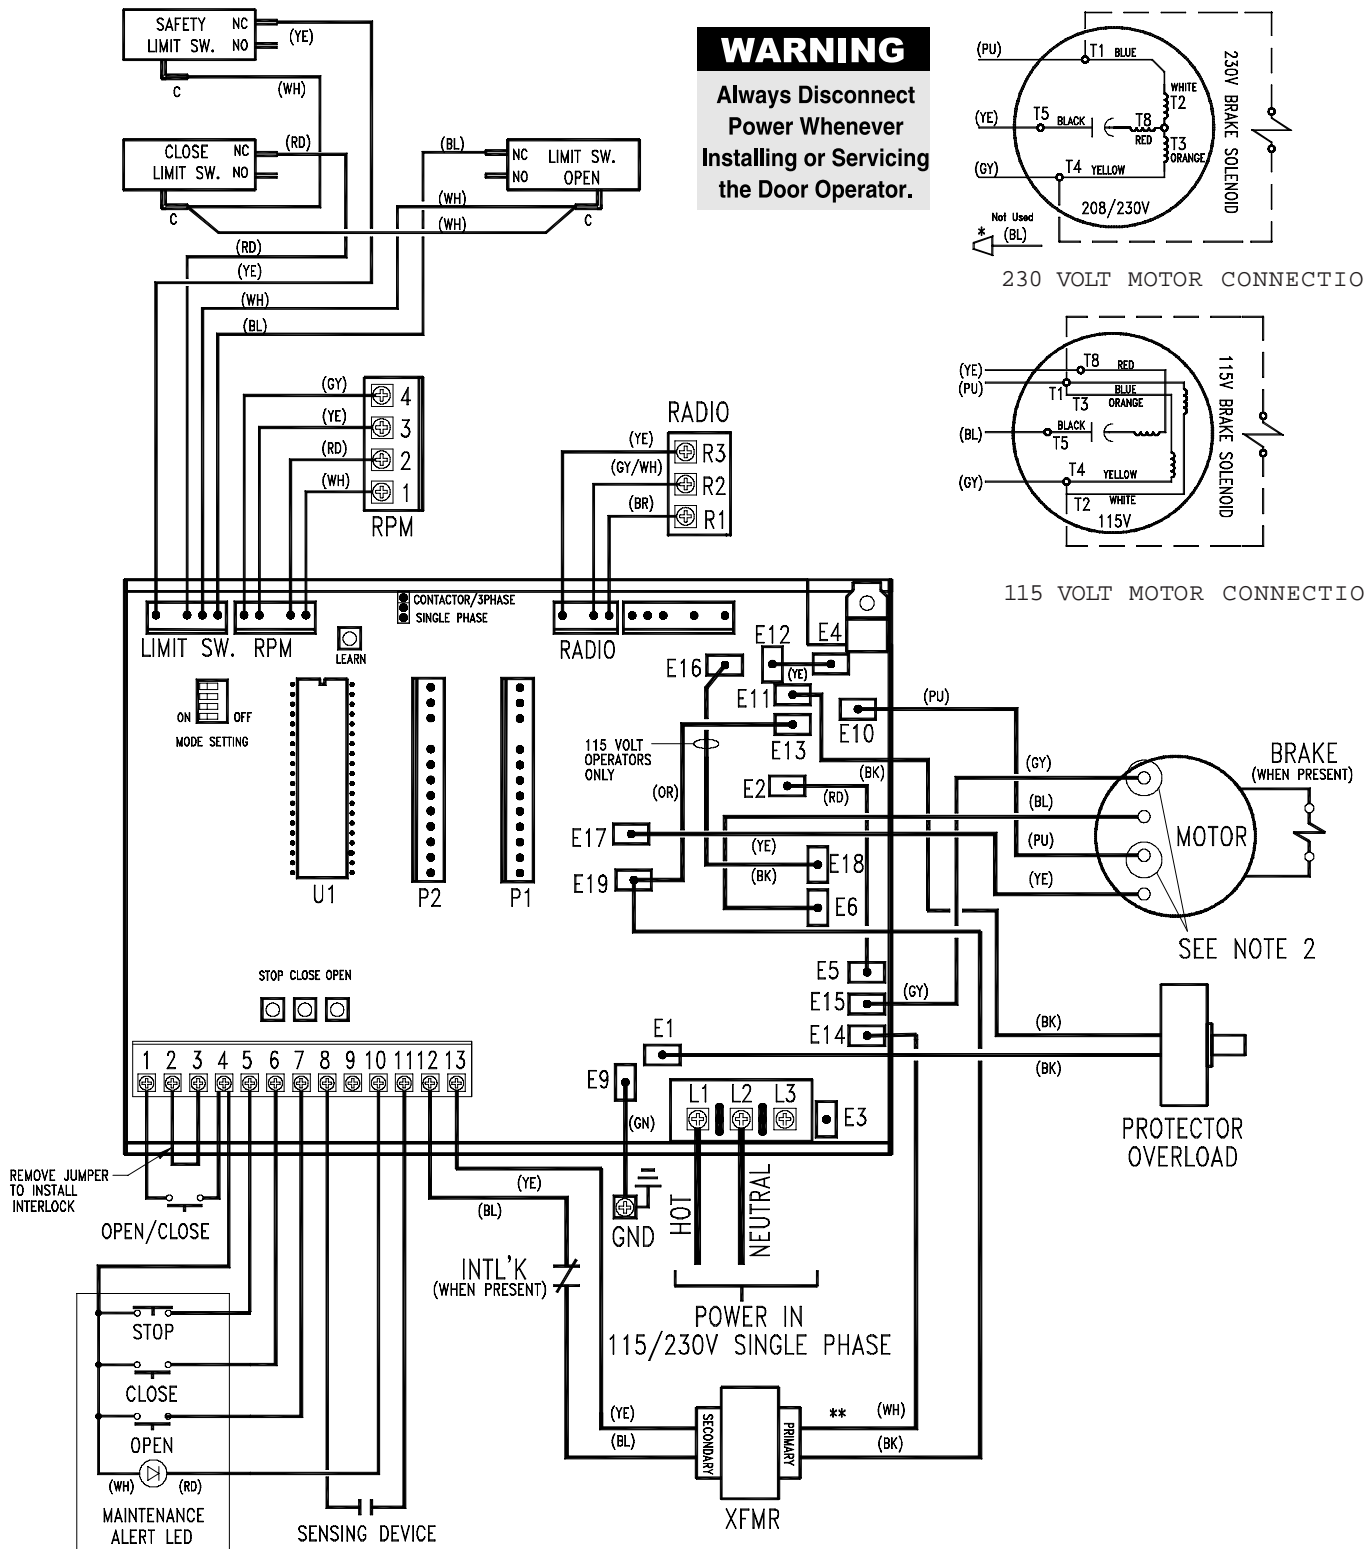 SAFETY NC
LIMIT SW. NO
(YE)
C
(WH)
CLOSE NC
LIMIT SW. NO
(RD)
C
(BL)
NC LIMIT SW.
NO OPEN
(WH)
(WH)
C
(RD)
(YE)
(WH)
(BL)
WARNING
Always Disconnect
Power Whenever
Installing or Servicing
the Door Operator.
(PU)
T1 BLUE
WHITE
T2
(YE)
T5 BLACK
T8
RED
T3
ORANGE
(GY)
T4 YELLOW
208/230V
230V BRAKE SOLENOID
Not Used
* (BL)
230 VOLT MOTOR CONNECTIO
(YE)
T8 RED
(PU)
T1 BLUE
T3 ORANGE
(BL)
BLACK
T5
T4
(GY)
YELLOW
WHITE
T2
115V
115V BRAKE SOLENOID
115 VOLT MOTOR CONNECTIO
(GY) 4
(YE) 3
(RD) 2
(WH) 1
RPM
RADIO
(YE) R3
(GY/WH) R2
(BR) R1
CONTACTOR/3PHASE
SINGLE PHASE
LIMIT SW. RPM
LEARN
RADIO
E16
E12
E4
(YE)
E11
E13
E10
(PU)
ON OFF
MODE SETTING
115 VOLT
OPERATORS
ONLY
(OR)
(BK)
E2
(RD)
E17
(YE)
E18
(BK)
E19
E6
U1
P2
P1
(GY)
(BL)
(PU)
(YE)
MOTOR
BRAKE
(WHEN PRESENT)
SEE NOTE 2
STOP CLOSE OPEN
E5
E15
(GY)
E14
E1
(BK)
(BK)
PROTECTOR
OVERLOAD
1 2 3 4 5 6 7 8 9 10 11 12 13
E9
(GN)
L1 L2 L3
E3
REMOVE JUMPER
TO INSTALL
INTERLOCK
OPEN/CLOSE
(YE)
(BL)
GND
HOT
NEUTRAL
INTL'K
(WHEN PRESENT)
POWER IN
115/230V SINGLE PHASE
STOP
CLOSE
OPEN
(WH) (RD)
MAINTENANCE
ALERT LED
SENSING DEVICE
(YE)
(BL)
SECONDARY
PRIMARY
** (WH)
(BK)
XFMR